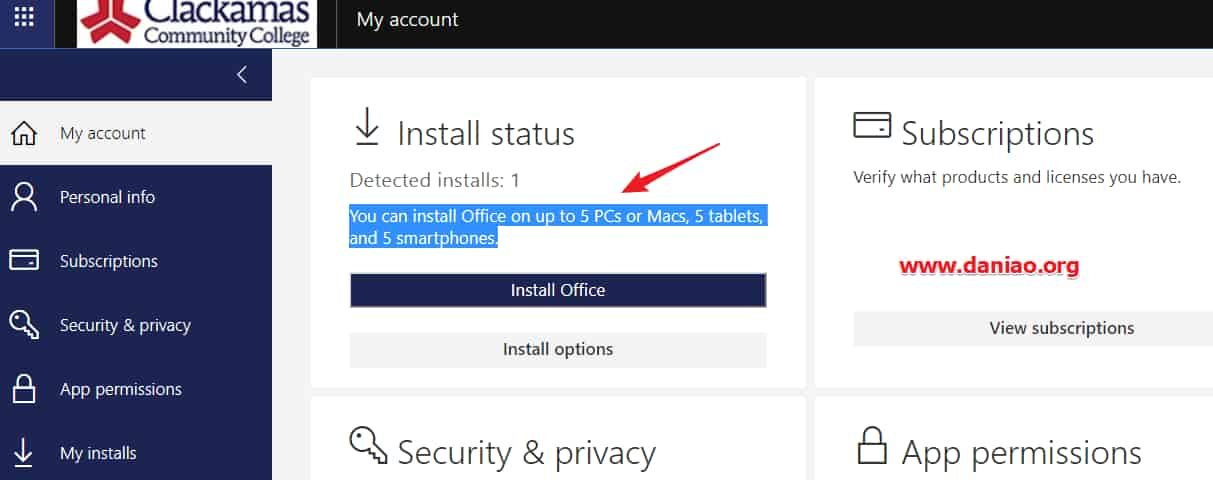 Clackamas
Community College
My account
My account
Personal info
Subscriptions
Security & privacy
App permissions
My installs
Install status
Detected installs: 1
You can install Office on up to 5 PCs or Macs, 5 tablets,
and 5 smartphones.
Install Office
Install options
Subscriptions
Verify what products and licenses you have.
www.daniao.org
View subscriptions
Security & privacy
App permissions